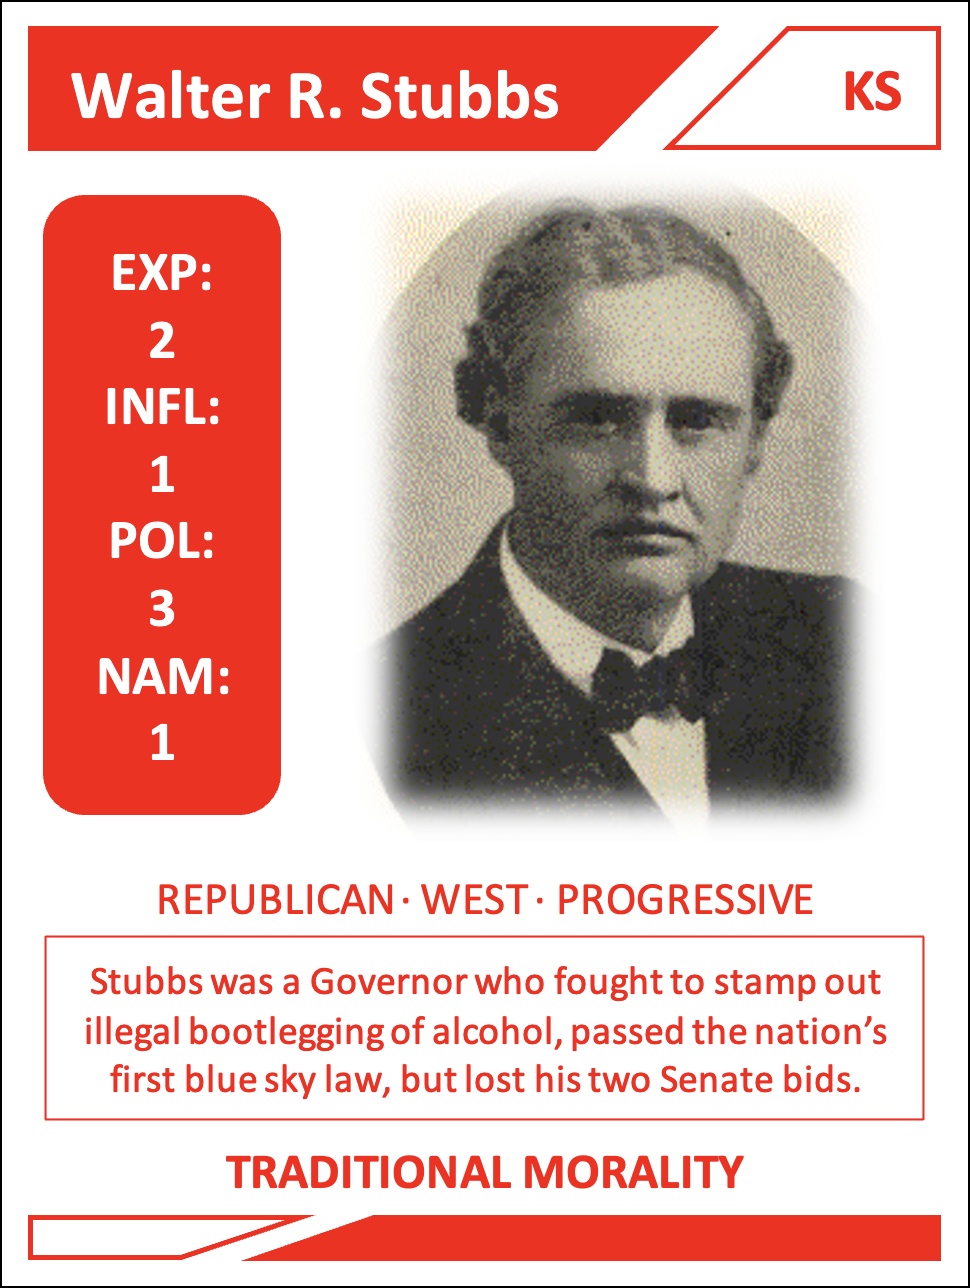 Walter R. Stubbs
KS
EXP:
2
INFL:
1
POL:
3
NAM:
1
REPUBLICAN · WEST · PROGRESSIVE
Stubbs was a Governor who fought to stamp out
illegal bootlegging of alcohol, passed the nation’s
first blue sky law, but lost his two Senate bids.
TRADITIONAL MORALITY